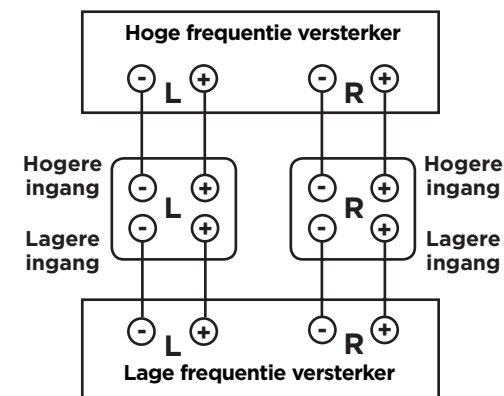 Hoge frequentie versterker
- L + - R +
Hogere
ingang
- L + - R +
Hogere
ingang
Lagere
ingang
- + - +
Lagere
ingang
- L + - R +
Lage frequentie versterker